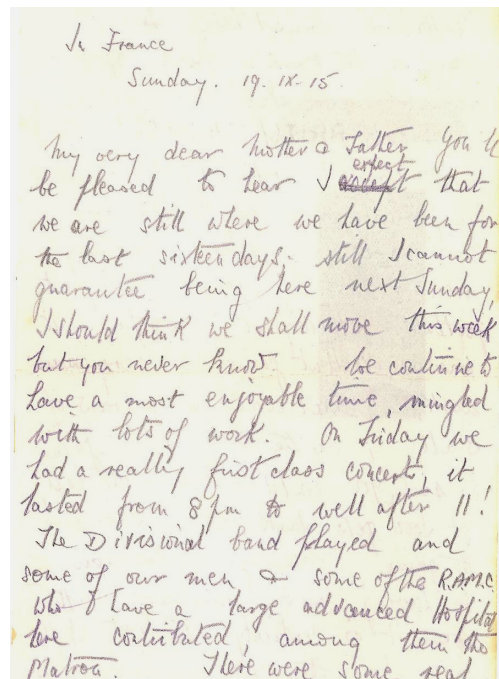 In France
Sunday. 19. IX-15.
My very dear Mother & Father You'll
be pleased to hear I expect that
we are still where we have been for
the last sixteen days. still I cannot
guarantee being here next Sunday,
I should think we shall move this week
but you never know. We continue to
have a most enjoyable time, mingled
with lots of work. On Friday we
had a really first class concert, it
lasted from 8 pm to well after 11!
The Divisional band played and
some of our men & some of the R.A.M.C.
who have a large advanced Hospital
here contributed, among them the
Matron. There were some real